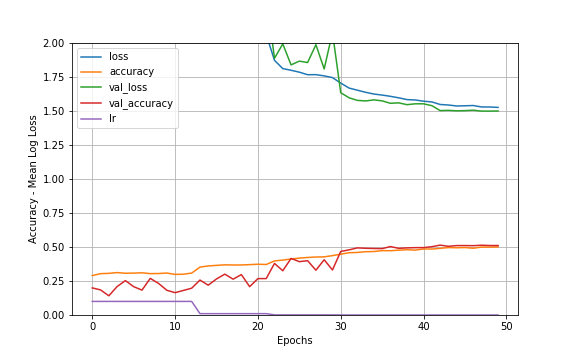 2.00
1.75
1.50
1.25
1.00
0.75
0.50
0.25
0.00
Accuracy - Mean Log Loss
loss
accuracy
val_loss
val_accuracy
lr
0 10 20 30 40 50
Epochs